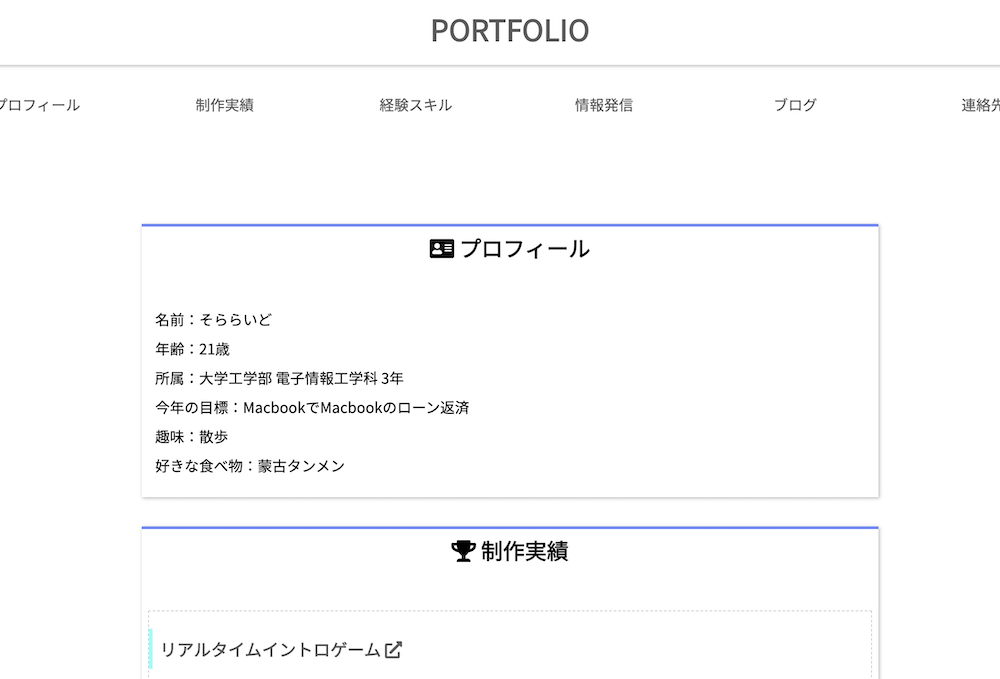 PORTFOLIO
プロフィール 制作実績 経験スキル 情報発信 ブログ 連絡先
プロフィール
名前：そららいど
年齢：21歳
所属：大学工学部 電子情報工学科 3年
今年の目標：MacbookでMacbookのローン返済
趣味：散歩
好きな食べ物：蒙古タンメン
制作実績
リアルタイムイントロゲーム